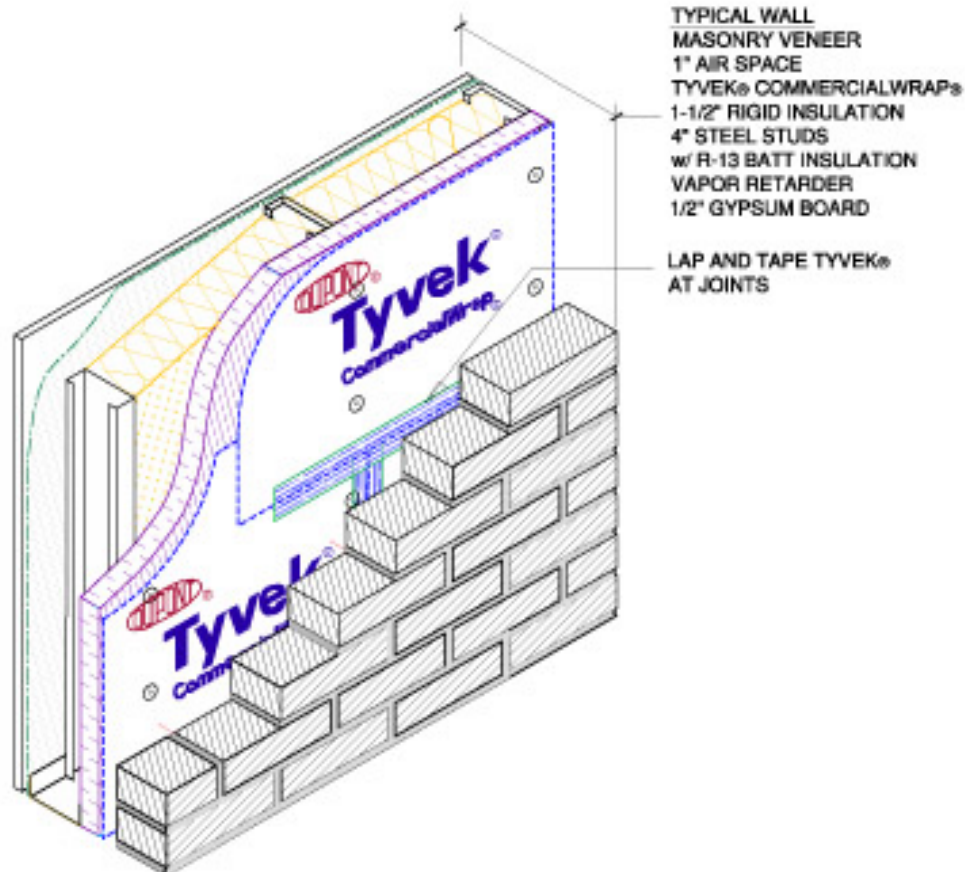 TYPICAL WALL
MASONRY VENEER
1" AIR SPACE
TYVEK® COMMERCIALWRAP®
1-1/2" RIGID INSULATION
4" STEEL STUDS
w/ R-13 BATT INSULATION
VAPOR RETARDER
1/2" GYPSUM BOARD
LAP AND TAPE TYVEK®
AT JOINTS
DUPONT®
Tyvek®
CommercialWrap®
DUPONT®
Tyvek®